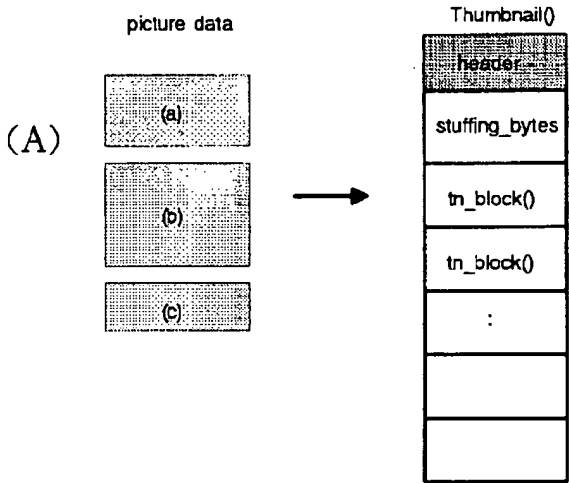 picture data
(A)
(a)
(b)
(c)
Thumbnail()
header
stuffing_bytes
tn_block()
tn_block()
: